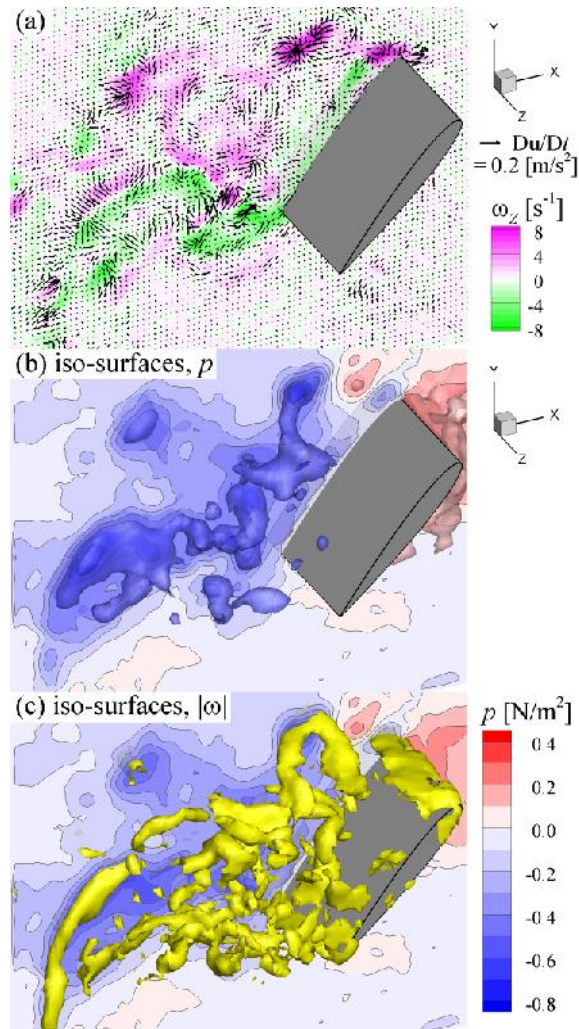 (a)
Y
X
Z
Du/Dt
= 0.2 [m/s²]
ω_Z [s⁻¹]
8
4
0
-4
-8
(b) iso-surfaces, p
X
Z
(c) iso-surfaces, |ω|
p [N/m²]
0.4
0.2
0.0
-0.2
-0.4
-0.6
-0.8